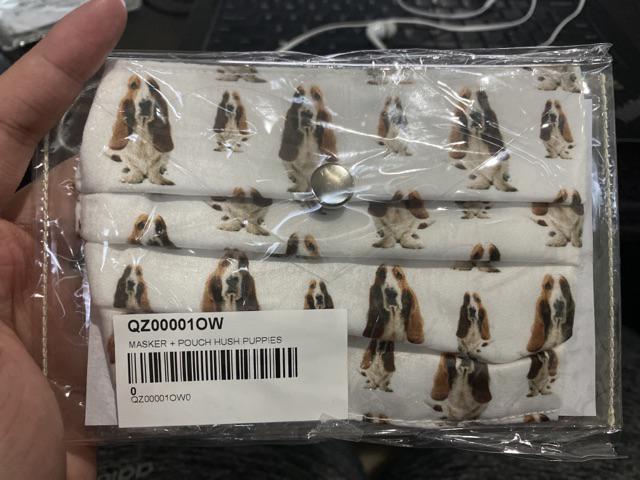 QZ00001OW
MASKER + POUCH HUSH PUPPIES
0
QZ00001OW0